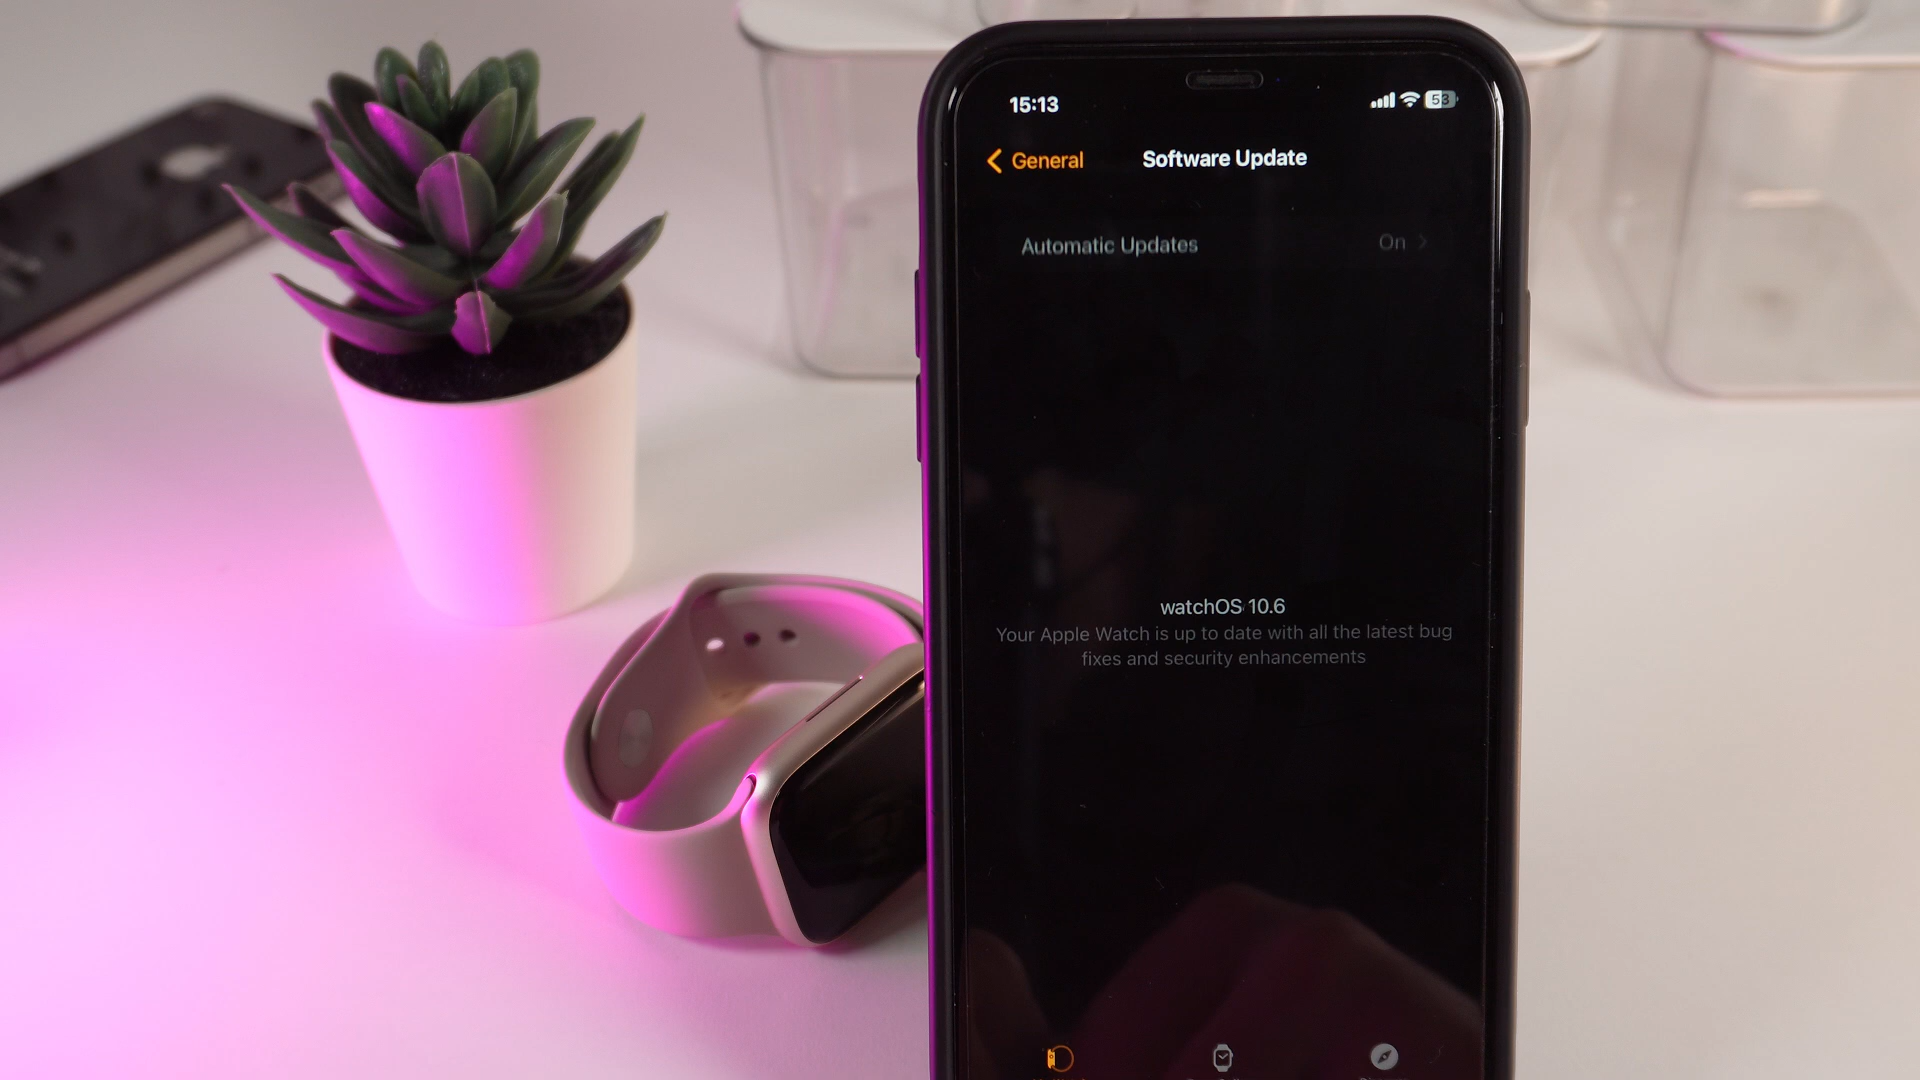 15:13
53
General
Software Update
Automatic Updates
On
watchOS 10.6
Your Apple Watch is up to date with all the latest bug
fixes and security enhancements